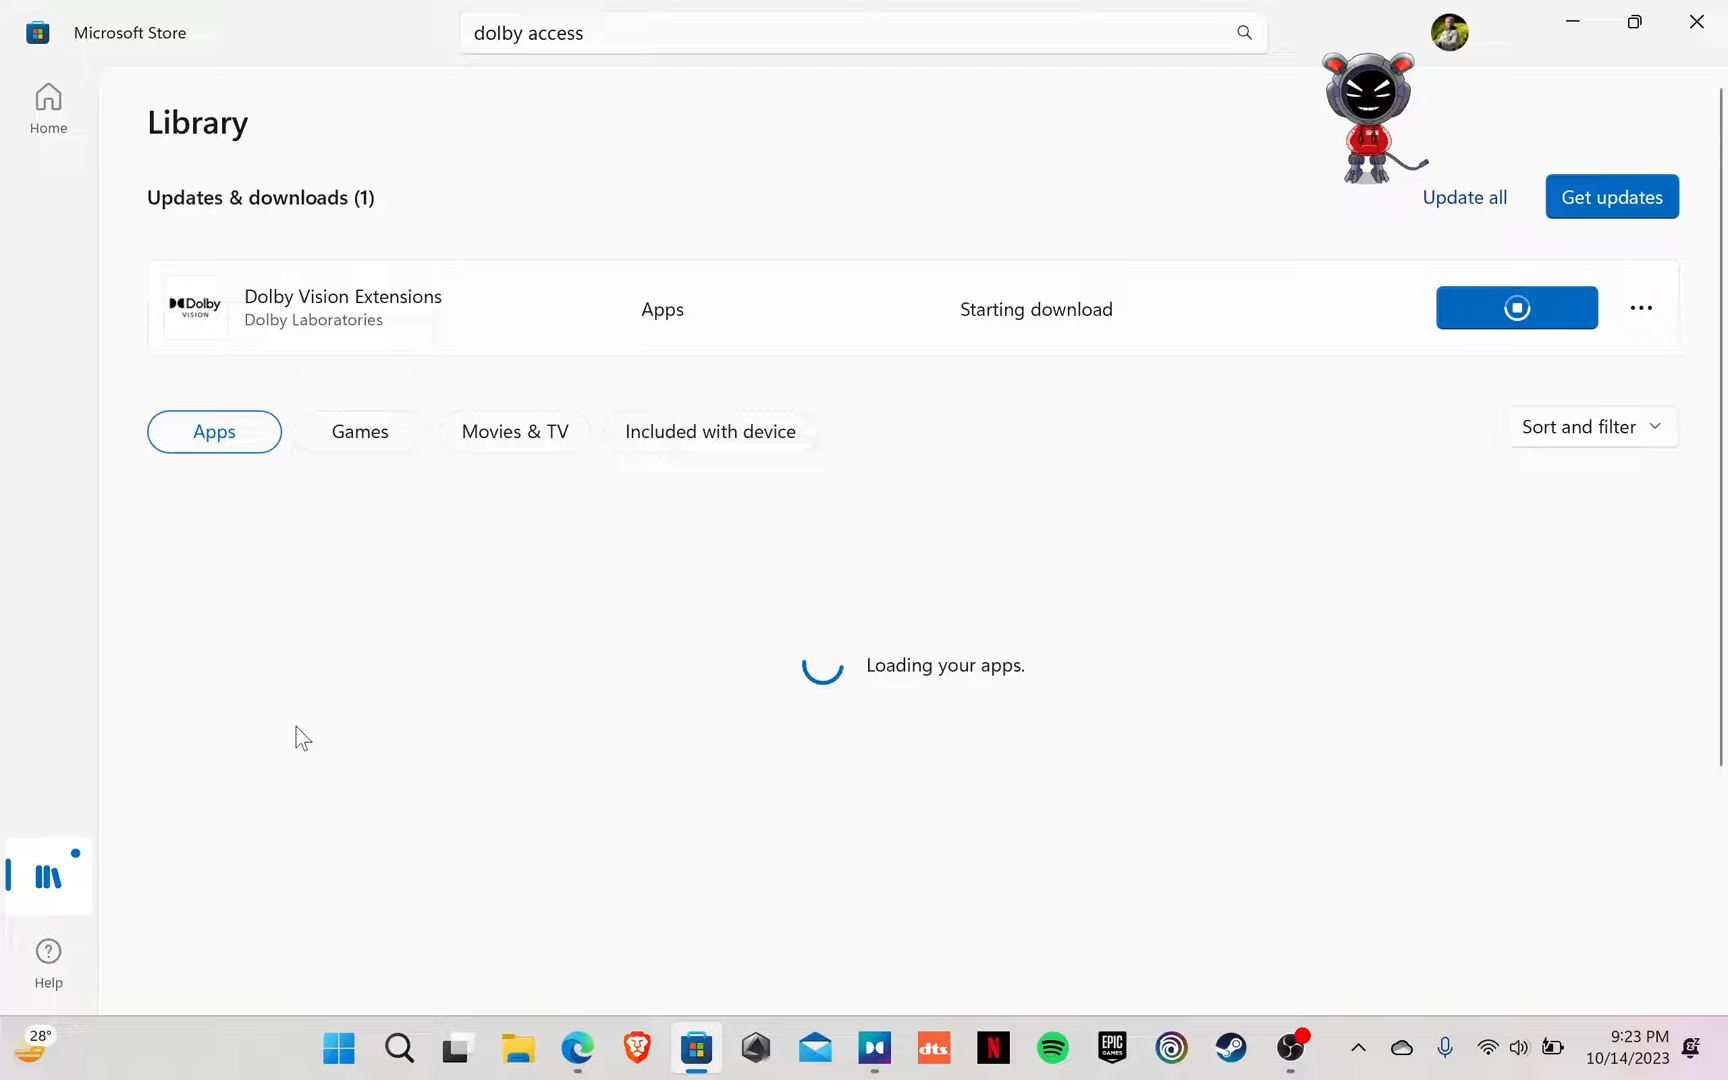 Microsoft Store
dolby access
Home
Library
Updates & downloads (1)
Update all
Get updates
Dolby VISION
Dolby Vision Extensions
Dolby Laboratories
Apps
Starting download
Apps
Games
Movies & TV
Included with device
Sort and filter
Loading your apps.
Help
28°
dts
N
EPIC GAMES
9:23 PM
10/14/2023